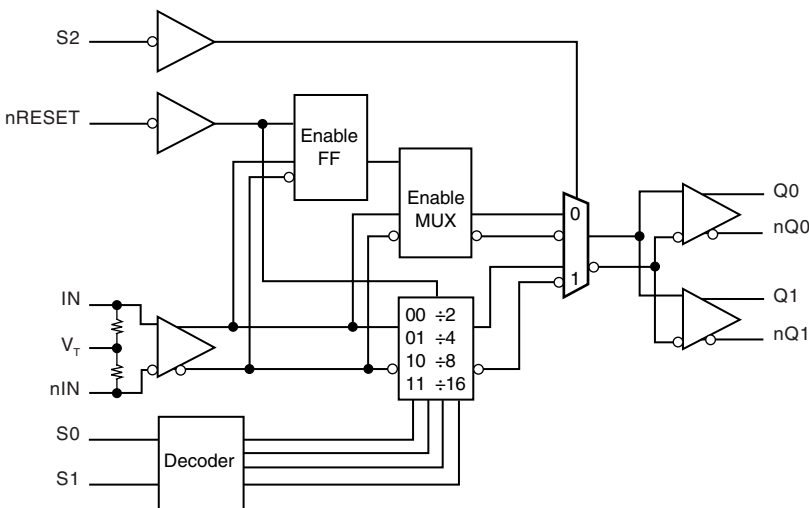 S2
nRESET
Enable
FF
Enable
MUX
0
1
Q0
nQ0
Q1
nQ1
IN
VT
nIN
00 ÷2
01 ÷4
10 ÷8
11 ÷16
S0
S1
Decoder